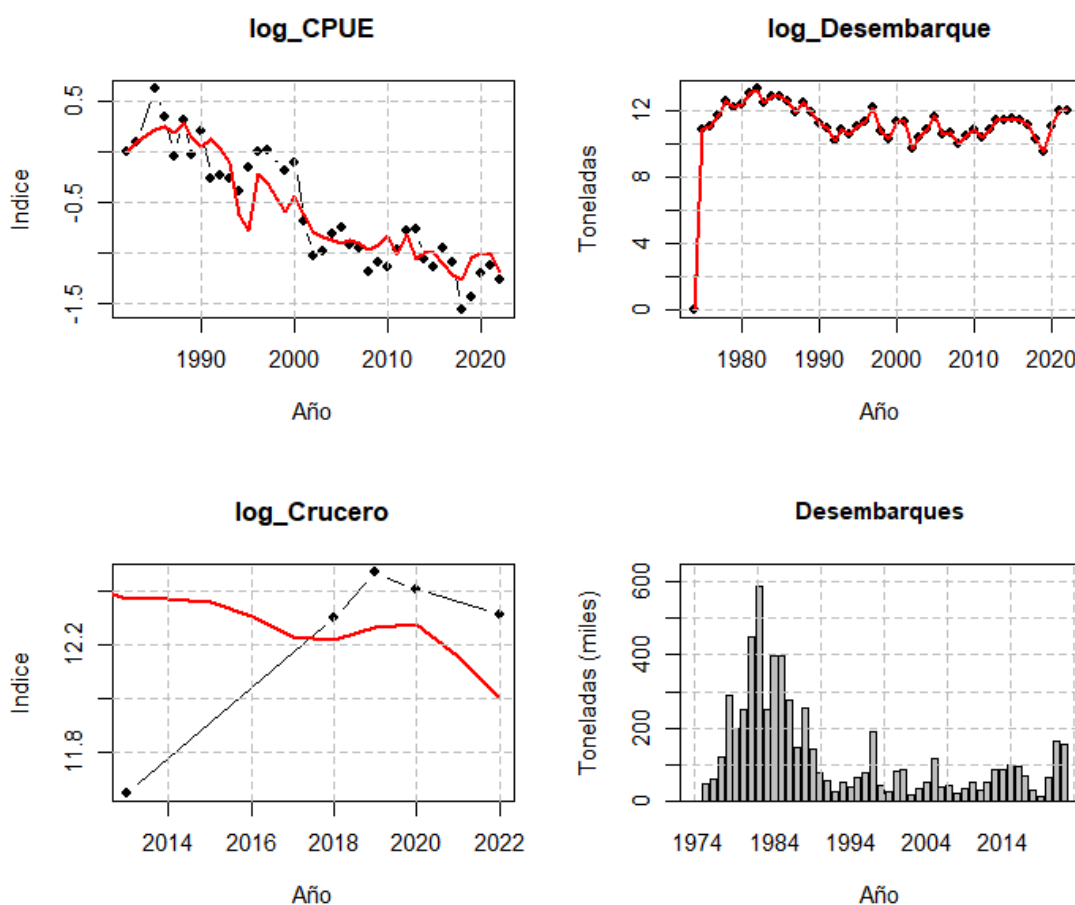 log_CPUE
Indice
0.5
-0.5
-1.5
1990 2000 2010 2020
Año
log_Desembarque
Toneladas
12
8
4
0
1980 1990 2000 2010 2020
Año
log_Crucero
Indice
12.2
11.8
2014 2016 2018 2020 2022
Año
Desembarques
Toneladas (miles)
600
400
200
0
1974 1984 1994 2004 2014
Año